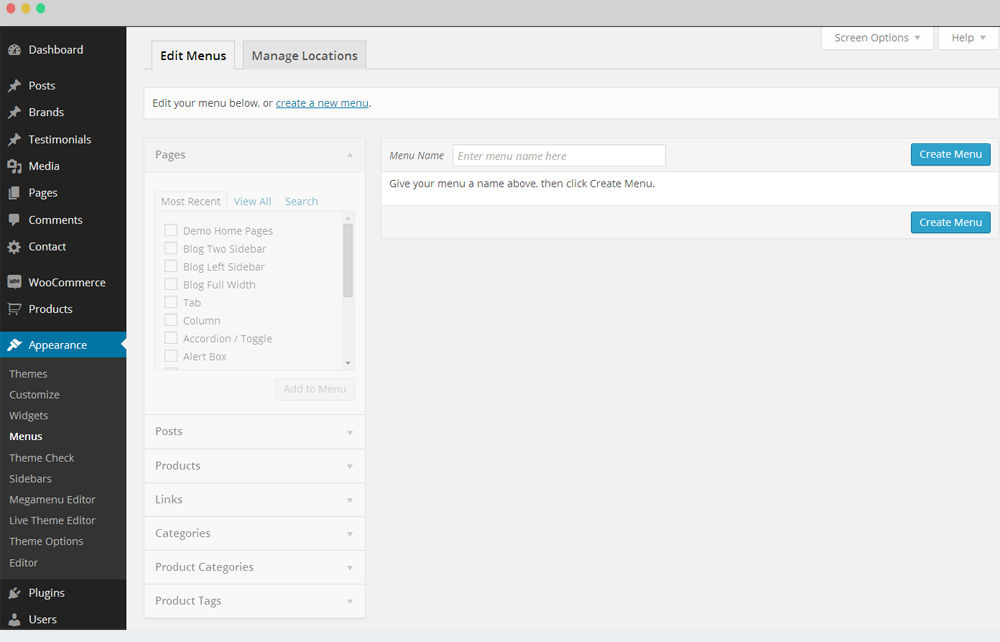 Dashboard
Posts
Brands
Testimonials
Media
Pages
Comments
Contact
WOO WooCommerce
Products
Appearance
Themes
Customize
Widgets
Menus
Theme Check
Sidebars
Megamenu Editor
Live Theme Editor
Theme Options
Editor
Plugins
Users
Screen Options Help
Edit Menus Manage Locations
Edit your menu below, or create a new menu.
Pages
Most Recent View All Search
Demo Home Pages
Blog Two Sidebar
Blog Left Sidebar
Blog Full Width
Tab
Column
Accordion / Toggle
Alert Box
Add to Menu
Posts
Products
Links
Categories
Product Categories
Product Tags
Menu Name Enter menu name here Create Menu
Give your menu a name above, then click Create Menu.
Create Menu